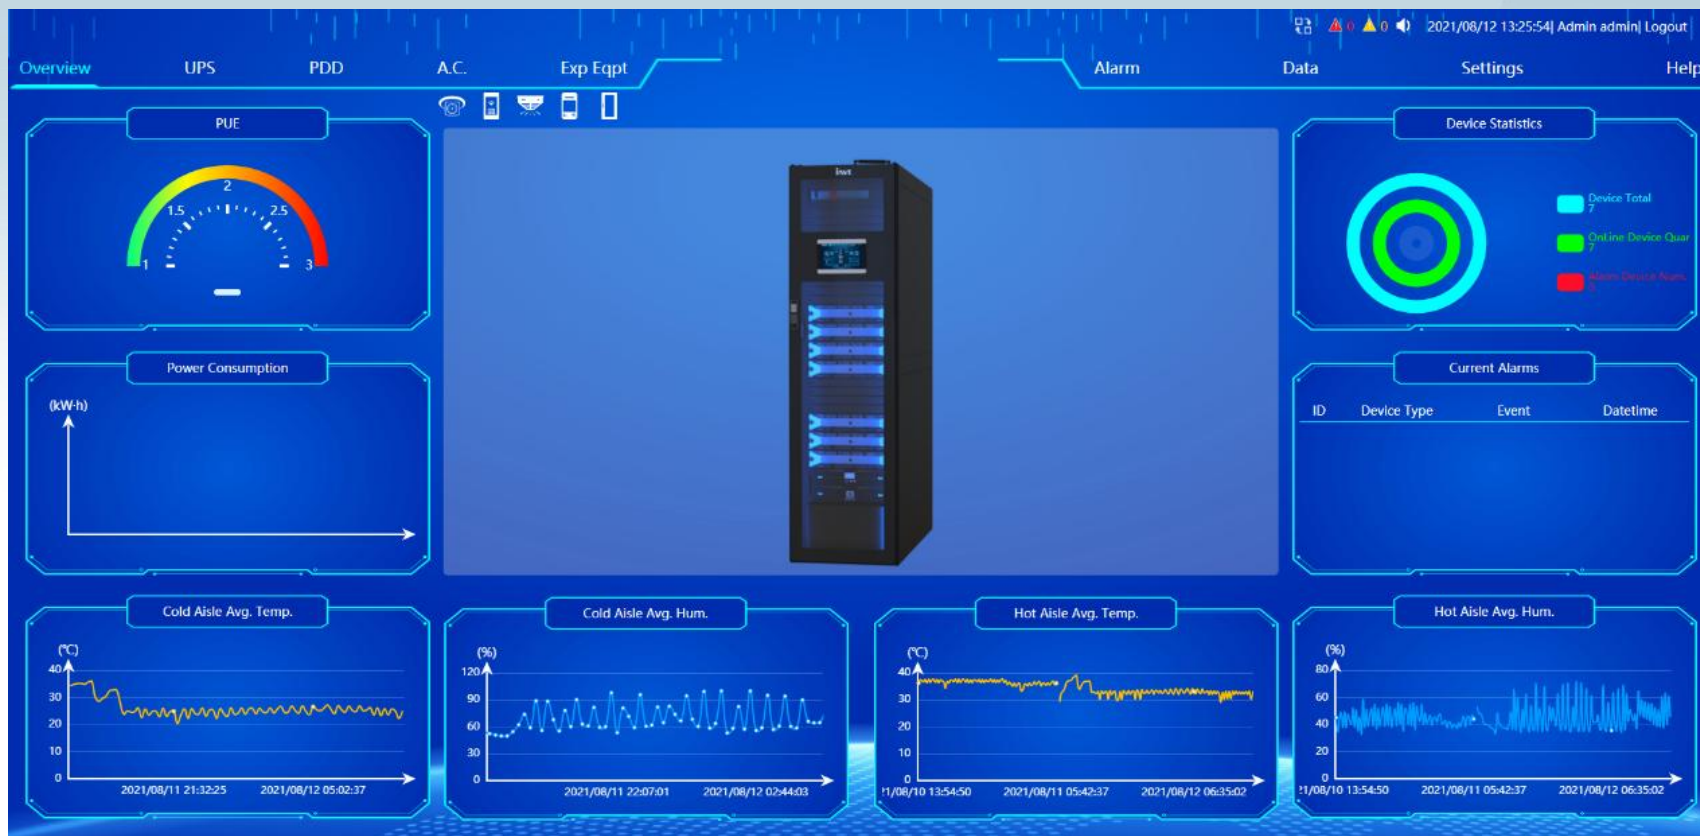 0 0 2021/08/12 13:25:54| Admin admin| Logout
Overview UPS PDD A.C. Exp Eqpt Alarm Data Settings Help
PUE
1 1.5 2 2.5 3
Device Statistics
Device Total
7
OnLine Device Quar
7
Alarm Device Num.
Power Consumption
(kW·h)
Current Alarms
ID Device Type Event Datetime
invt
Cold Aisle Avg. Temp.
(℃)
40
30
20
10
0
2021/08/11 21:32:25 2021/08/12 05:02:37
Cold Aisle Avg. Hum.
(%)
120
90
60
30
0
2021/08/11 22:07:01 2021/08/12 02:44:03
Hot Aisle Avg. Temp.
(℃)
40
30
20
10
0
21/08/10 13:54:50 2021/08/11 05:42:37 2021/08/12 06:35:02
Hot Aisle Avg. Hum.
(%)
80
60
40
20
0
21/08/10 13:54:50 2021/08/11 05:42:37 2021/08/12 06:35:02